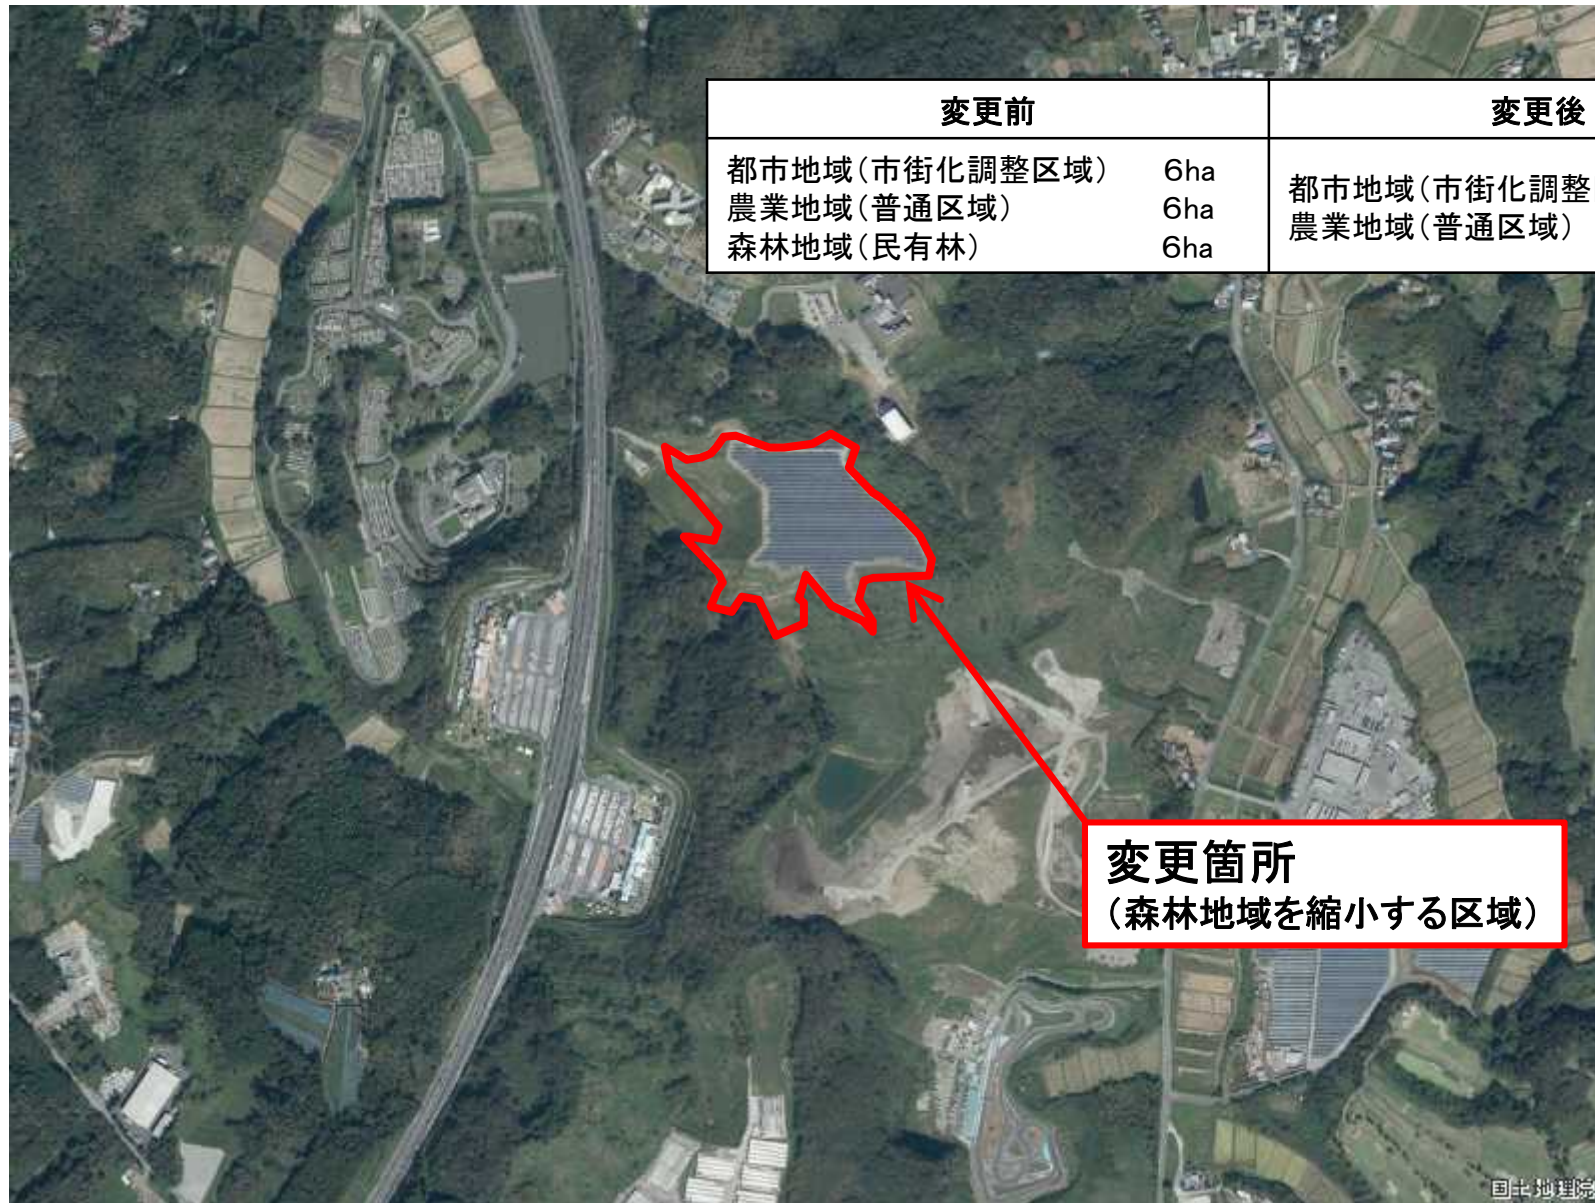 変更前 変更後
都市地域（市街化調整区域） 6ha
農業地域（普通区域） 6ha
森林地域（民有林） 6ha
都市地域（市街化調整
農業地域（普通区域）
変更箇所
（森林地域を縮小する区域）
国土地理院